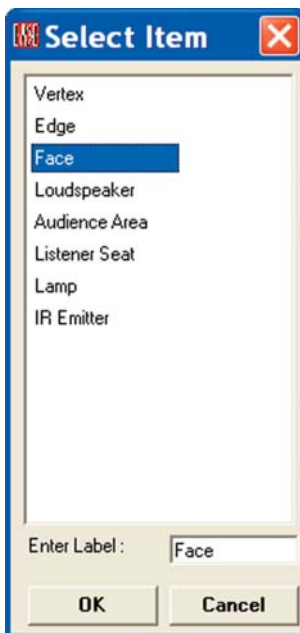 Select Item
Vertex
Edge
Face
Loudspeaker
Audience Area
Listener Seat
Lamp
IR Emitter
Enter Label : Face
OK Cancel